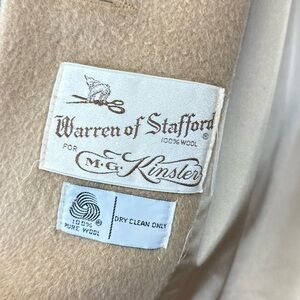 Warren of Stafford®
100% WOOL
FOR
M·G· Kinsler
100% ®
PURE WOOL
DRY CLEAN ONLY